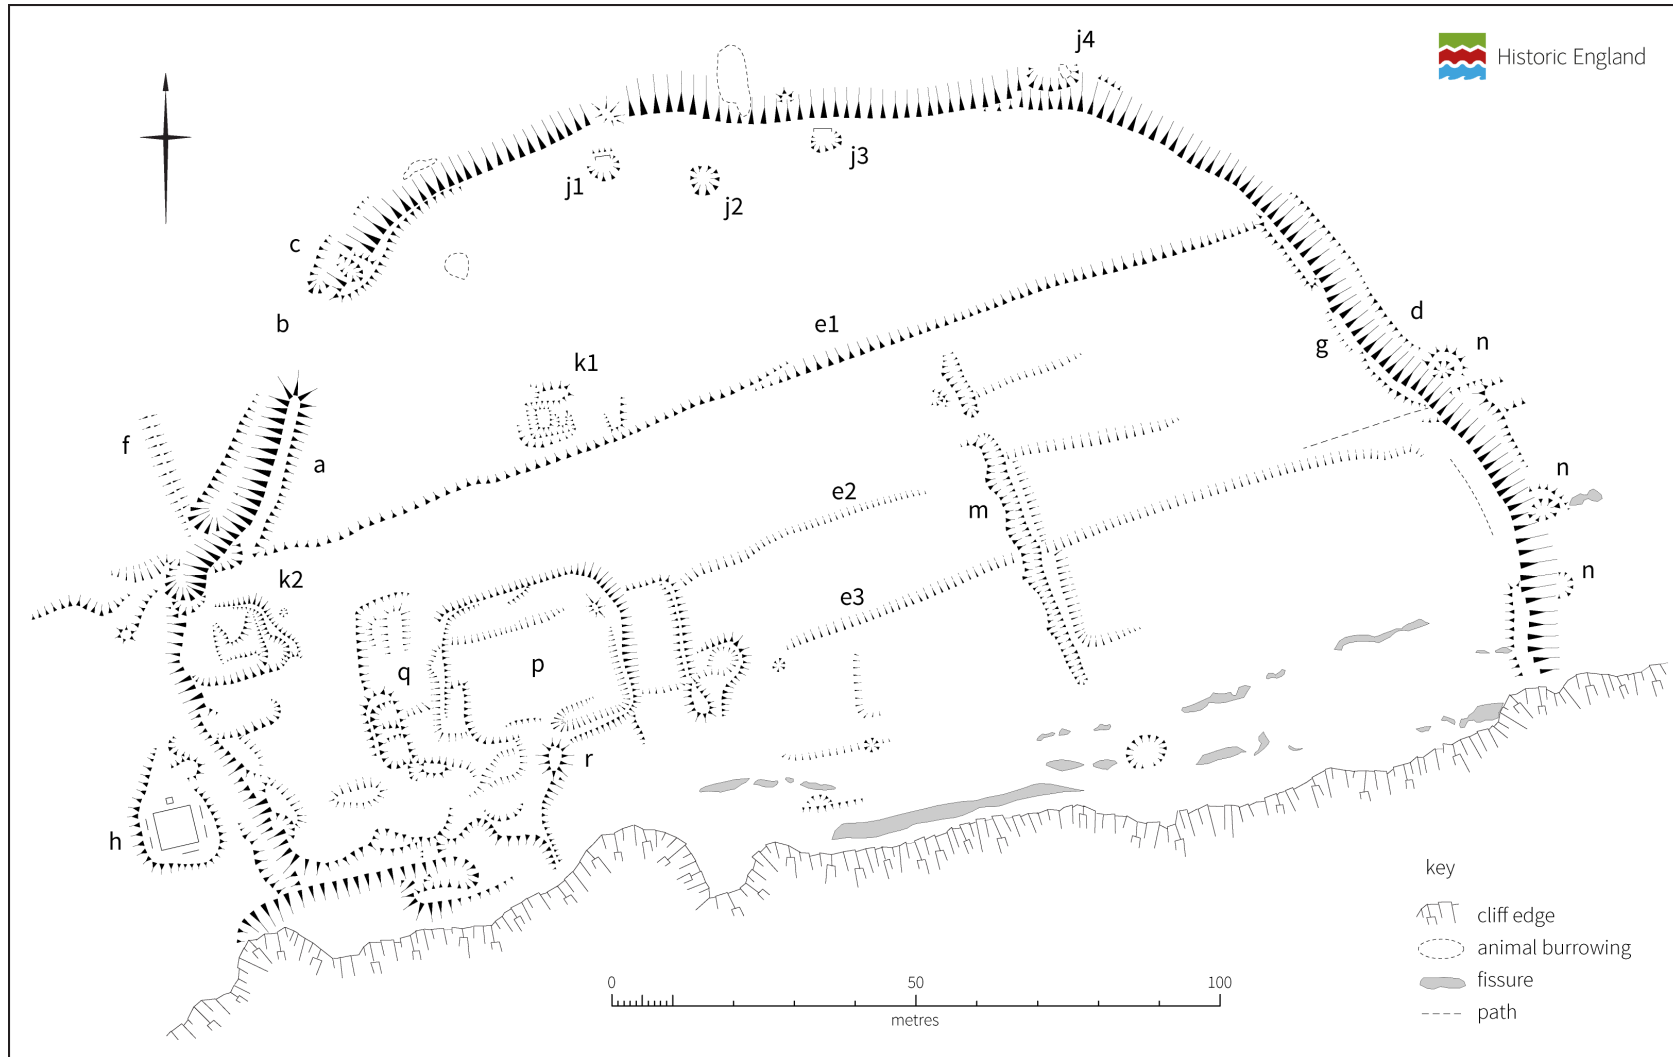 j4
Historic England
j1
j2
j3
c
b
d
n
g
e1
k1
f
a
n
e2
m
k2
n
e3
q
p
r
h
key
cliff edge
animal burrowing
fissure
path
0 50 100
metres